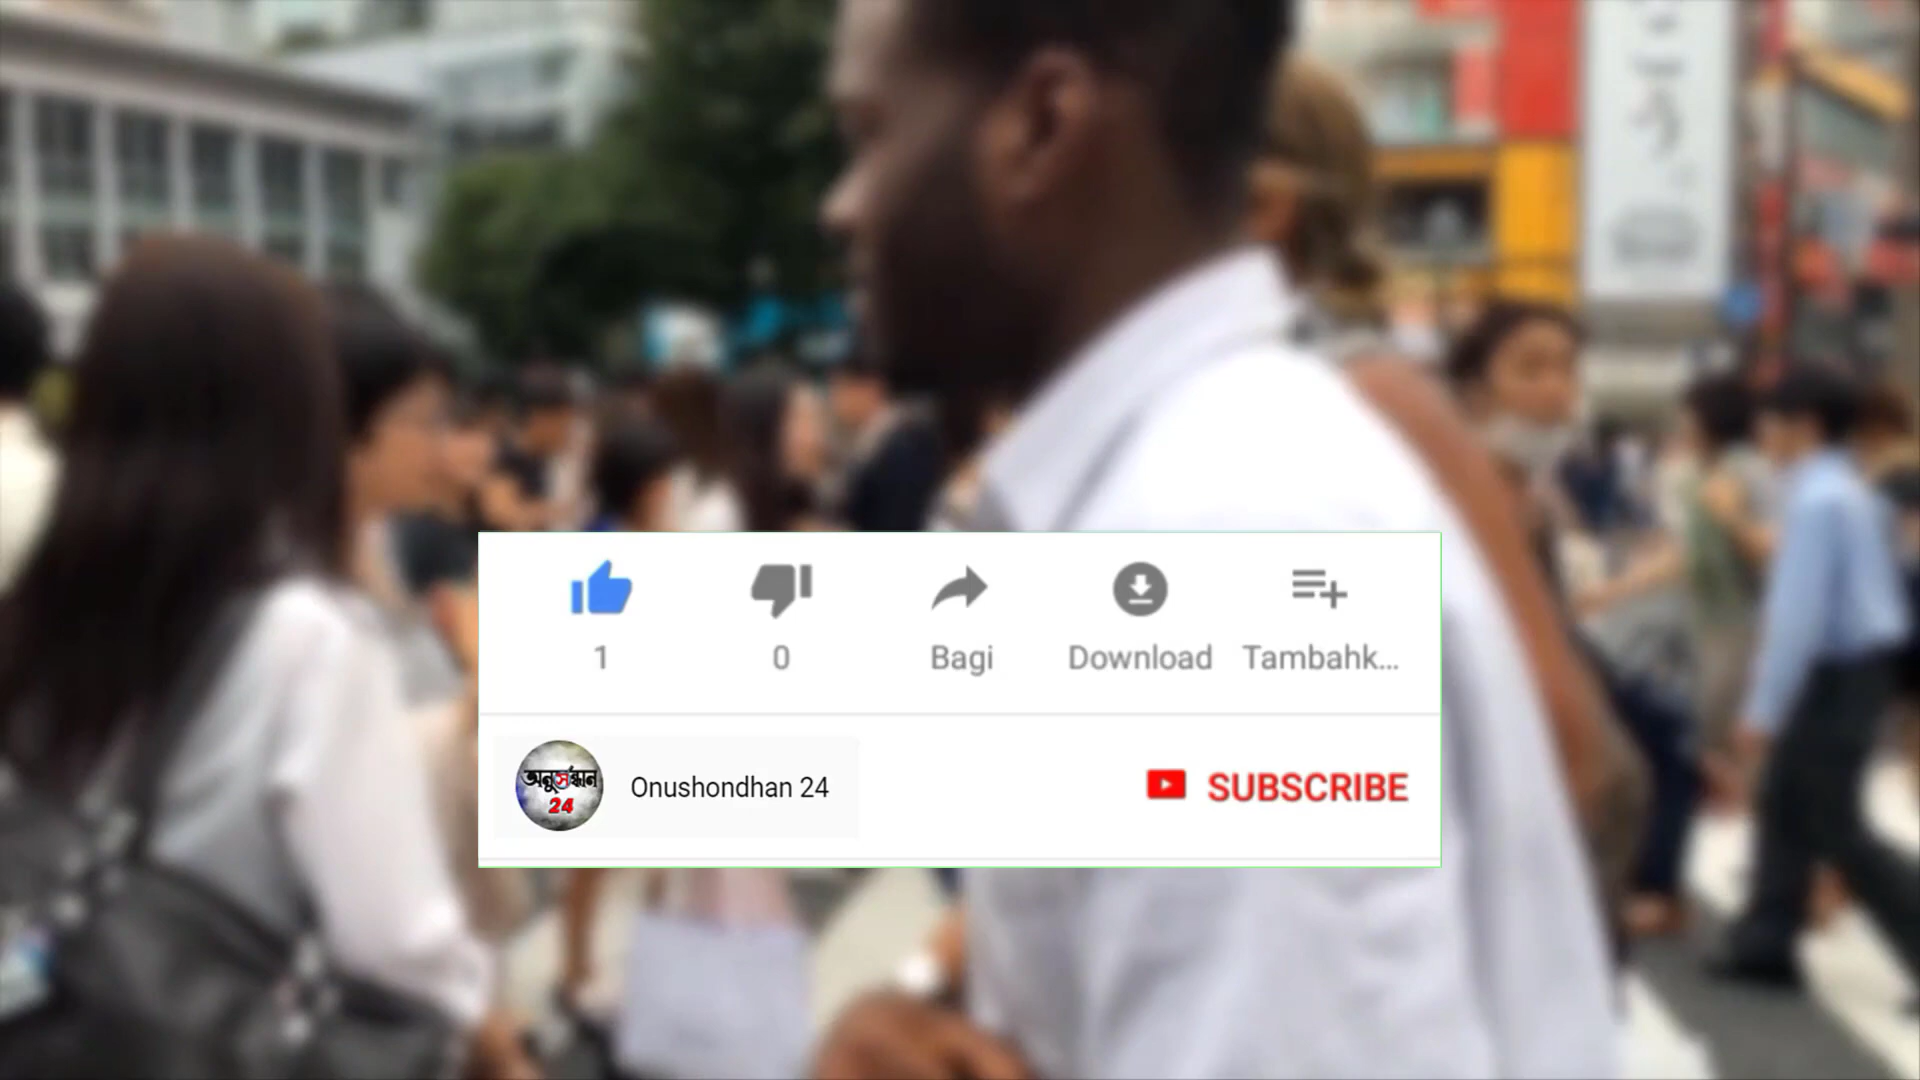 1
0
Bagi
Download
Tambahk...
অনুসন্ধান
24
Onushondhan 24
SUBSCRIBE